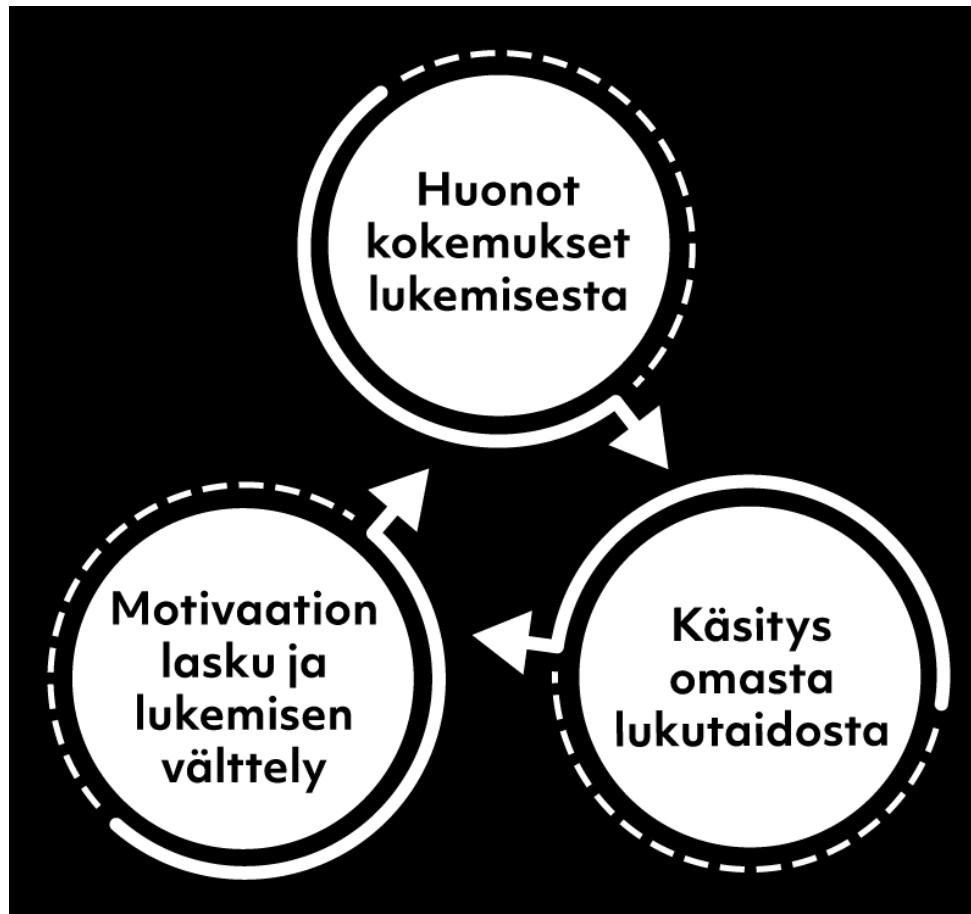 Huonot
kokemukset
lukemisesta
Käsitys
omasta
lukutaidosta
Motivaation
lasku ja
lukemisen
välttely